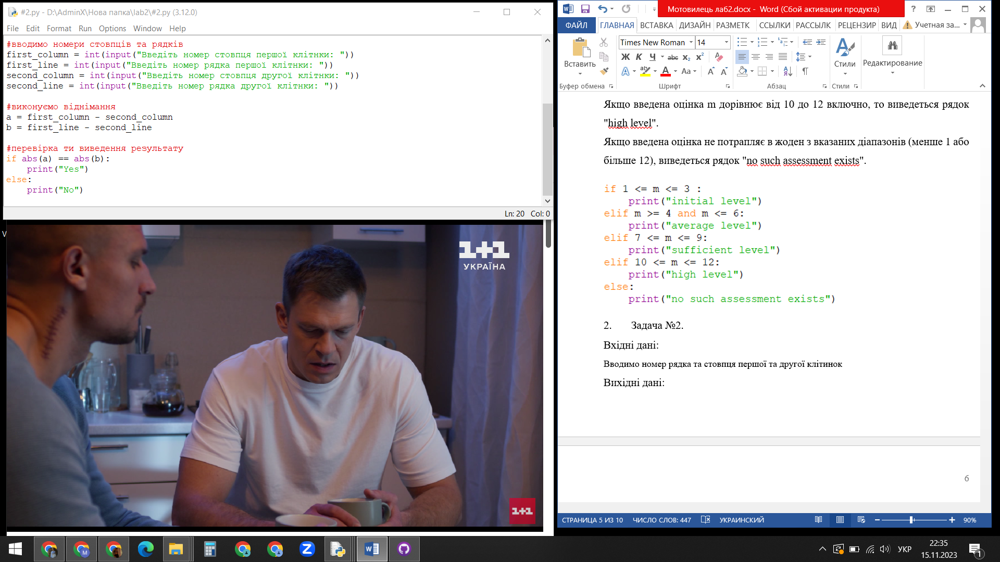 #2.py - D:\AdminX\Нова папка\lab2\#2.py (3.12.0)
File Edit Format Run Options Window Help
#вводимо номери стовпців та рядків
first_column = int(input("Введіть номер стовпця першої клітнки: "))
first_line = int(input("Введіть номер рядка першої клітнки: "))
second_column = int(input("Введіть номер стовпця другої клітнки: "))
second_line = int(input("Введіть номер рядка другої клітнки: "))
#виконуємо віднімання
a = first_column - second_column
b = first_line - second_line
#перевірка ти виведення результату
if abs(a) == abs(b):
    print("Yes")
else:
    print("No")
Ln: 20 Col: 0
V
1+1
УКРАЇНА
1+1
Мотовилець лаб2.docx - Word (Сбой активации продукта)
ФАЙЛ ГЛАВНАЯ ВСТАВКА ДИЗАЙН РАЗМЕТК ССЫЛКИ РАССЫЛК РЕЦЕНЗИР ВИД Учетная за...
Times New Roman 14
Вставить
Ж К Ч abc x₂ x² Aa
Стили
Редактирование
Буфер обмена Шрифт Абзац Стили
Якщо введена оцінка m дорівнює від 10 до 12 включно, то виведеться рядок
"high level".
Якщо введена оцінка не потрапляє в жоден з вказаних діапазонів (менше 1 або
більше 12), виведеться рядок "no such assessment exists".
if 1 <= m <= 3 :
    print("initial level")
elif m >= 4 and m <= 6:
    print("average level")
elif 7 <= m <= 9:
    print("sufficient level")
elif 10 <= m <= 12:
    print("high level")
else:
    print("no such assessment exists")
2. Задача №2.
Вхідні дані:
Вводимо номер рядка та стовпця першої та другої клітинок
Вихідні дані:
6
СТРАНИЦА 5 ИЗ 10 ЧИСЛО СЛОВ: 447 УКРАИНСКИЙ 90%
УКР
22:35
15.11.2023
1